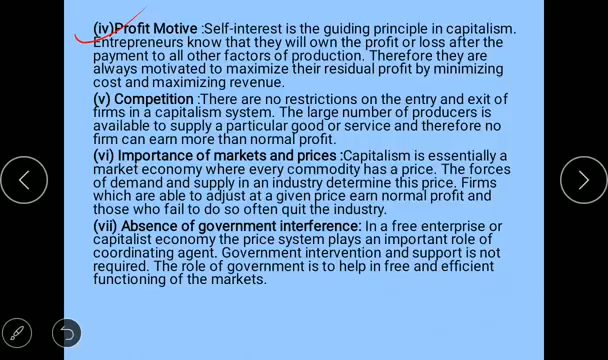 (iv)Profit Motive :Self-interest is the guiding principle in capitalism.
Entrepreneurs know that they will own the profit or loss after the
payment to all other factors of production. Therefore they are
always motivated to maximize their residual profit by minimizing
cost and maximizing revenue.
(v) Competition :There are no restrictions on the entry and exit of
firms in a capitalism system. The large number of producers is
available to supply a particular good or service and therefore no
firm can earn more than normal profit.
(vi) Importance of markets and prices :Capitalism is essentially a
market economy where every commodity has a price. The forces
of demand and supply in an industry determine this price. Firms
which are able to adjust at a given price earn normal profit and
those who fail to do so often quit the industry.
(vii) Absence of government interference: In a free enterprise or
capitalist economy the price system plays an important role of
coordinating agent. Government intervention and support is not
required. The role of government is to help in free and efficient
functioning of the markets.